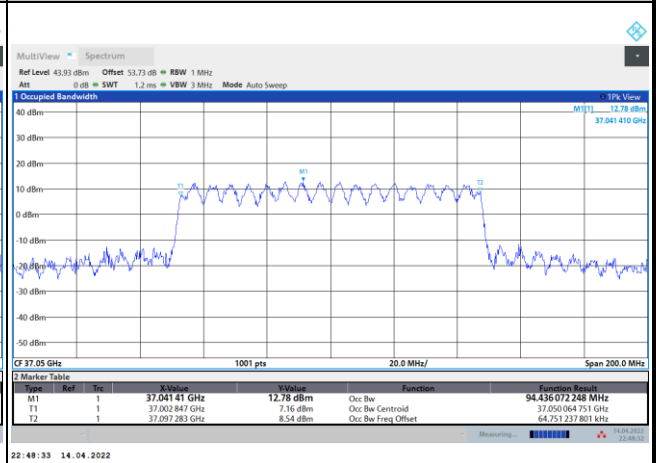 MultiView Spectrum
Ref Level 43.93 dBm Offset 53.73 dB RBW 1 MHz
Att 0 dB SWT 1.2 ms VBW 3 MHz Mode Auto Sweep
1 Occupied Bandwidth 1Pk View
M1[1] 12.78 dBm
37.041 410 GHz
40 dBm
30 dBm
20 dBm
M1
T1
T2
10 dBm
0 dBm
-10 dBm
-20 dBm
-30 dBm
-40 dBm
-50 dBm
CF 37.05 GHz 1001 pts 20.0 MHz/ Span 200.0 MHz
2 Marker Table
Type Ref Trc X-Value Y-Value Function Function Result
M1 1 37.041 41 GHz 12.78 dBm Occ Bw 94.436 072 248 MHz
T1 1 37.002 847 GHz 7.16 dBm Occ Bw Centroid 37.050 064 751 GHz
T2 1 37.097 283 GHz 8.54 dBm Occ Bw Freq Offset 64.751 237 801 kHz
Measuring... 14.04.2022
22:48:32
22:48:33 14.04.2022